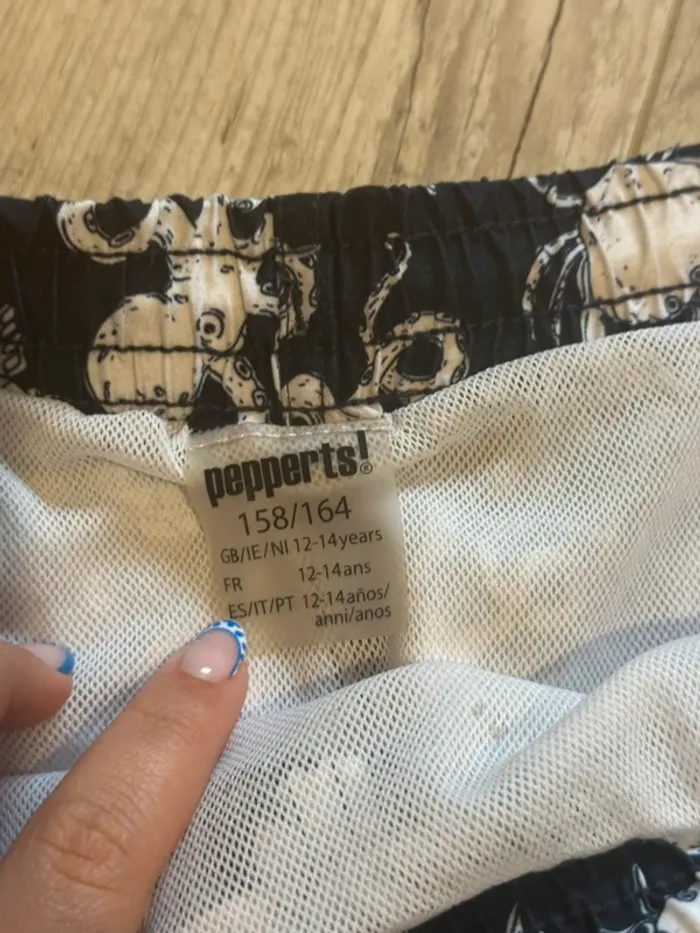 pepperts!®
158/164
GB/IE/NI 12-14years
FR 12-14ans
ES/IT/PT 12-14años/
anni/anos